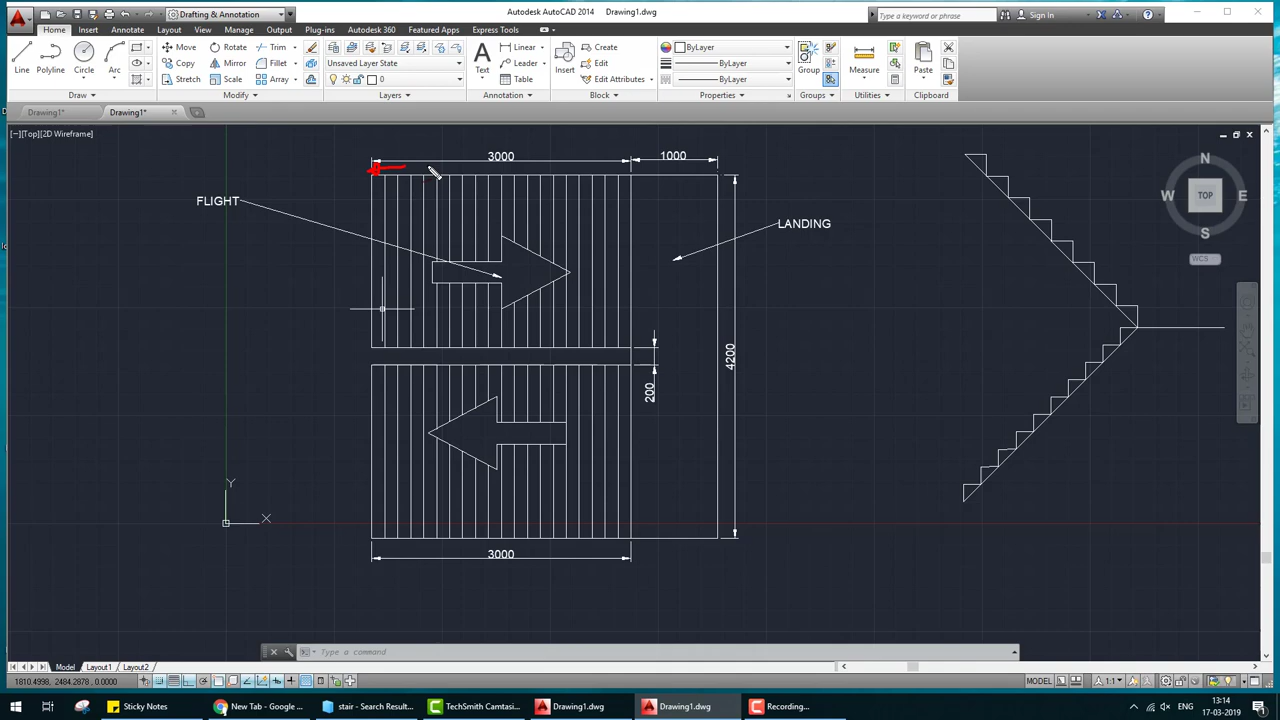 Drafting & Annotation
Autodesk AutoCAD 2014 Drawing1.dwg
Type a keyword or phrase
Sign In
Home Insert Annotate Layout View Manage Output Plug-ins Autodesk 360 Featured Apps Express Tools
Line Polyline Circle Arc
Move Rotate Trim
Copy Mirror Fillet
Stretch Scale Array
Unsaved Layer State
0
Text
Linear
Leader
Table
Insert
Create
Edit
Edit Attributes
ByLayer
ByLayer
ByLayer
Group
Measure
Paste
Draw Modify Layers Annotation Block Properties Groups Utilities Clipboard
Drawing1* Drawing1*
[−][Top][2D Wireframe]
3000 1000
FLIGHT
LANDING
4200
200
3000
N
W TOP E
S
WCS
Y
X
Type a command
Model Layout1 Layout2
1810.4998, 2484.2878 , 0.0000
MODEL
1:1
Sticky Notes
New Tab - Google ...
stair - Search Result...
TechSmith Camtasi...
Drawing1.dwg
Drawing1.dwg
Recording...
ENG
13:14
17-03-2019